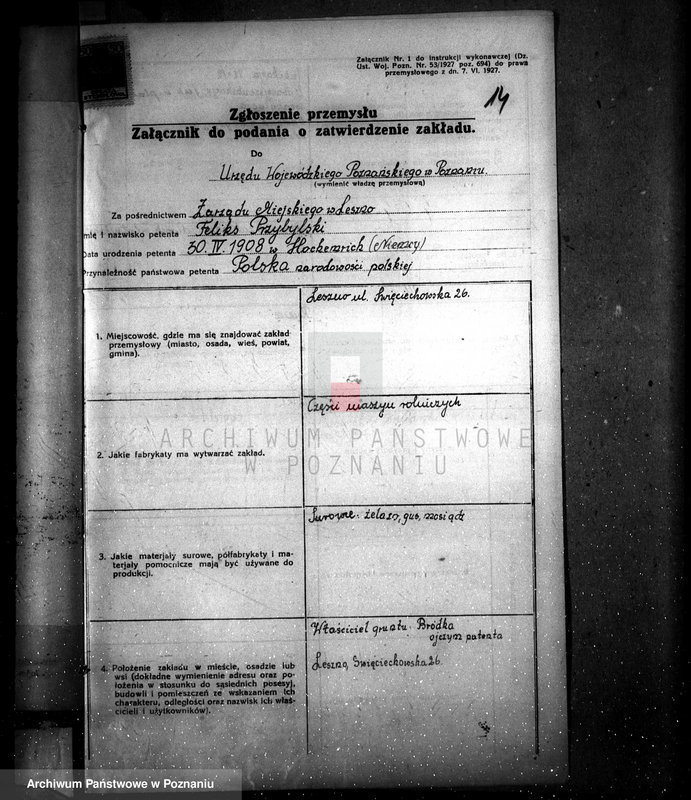 Załącznik Nr. 1 do instrukcji wykonawczej (Dz.
Ust. Woj. Pozn. Nr. 53/1927 poz. 694) do prawa
przemysłowego z dn. 7. VI. 1927.
14
Zgłoszenie przemysłu
Załącznik do podania o zatwierdzenie zakładu.
Do
Urzędu Wojewódzkiego Poznańskiego w Poznaniu.
(wymienić władzę przemysłową)
Za pośrednictwem Zarządu Miejskiego w Leszno
imię i nazwisko petenta Feliks Przybylski
Data urodzenia petenta 30. IV. 1908 w (Niemcy)
Przynależność państwowa petenta Polska narodowości polskiej
1. Miejscowość, gdzie ma się znajdować zakład
przemysłowy (miasto, osada, wieś, powiat,
gmina).
Leszno ul. Święciechowska 26.
2. Jakie fabrykaty ma wytwarzać zakład.
Części maszyn rolniczych
ARCHIWUM PAŃSTWOWE
W POZNANIU
3. Jakie materjały surowe, półfabrykaty i ma-
terjały pomocnicze mają być używane do
produkcji.
Surowe: żelazo, gus, mosiądz
4. Położenie zakładu w mieście, osadzie lub
wsi (dokładne wymienienie adresu oraz po-
łożenia w stosunku do sąsiednich posesyj,
budowli i pomieszczeń ze wskazaniem ich
charakteru, odległości oraz nazwisk ich właś-
cicieli i użytkowników).
Właściciel gruntu: Bródka
ojczym petenta
Leszno, Święciechowska 26.
Archiwum Państwowe w Poznaniu